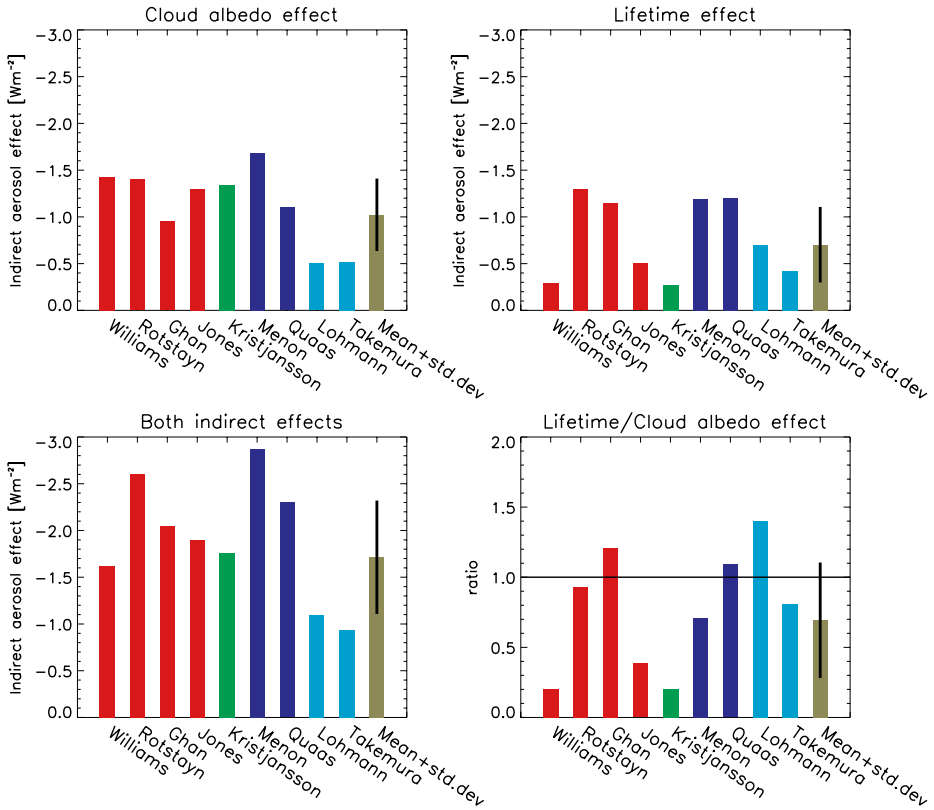 Cloud albedo effect
Indirect aerosol effect [Wm⁻²]
−3.0
−2.5
−2.0
−1.5
−1.0
−0.5
0.0
Williams
Rotstayn
Ghan
Jones
Kristjansson
Menon
Quaas
Lohmann
Takemura
Mean+std.dev
Lifetime effect
Indirect aerosol effect [Wm⁻²]
−3.0
−2.5
−2.0
−1.5
−1.0
−0.5
0.0
Williams
Rotstayn
Ghan
Jones
Kristjansson
Menon
Quaas
Lohmann
Takemura
Mean+std.dev
Both indirect effects
Indirect aerosol effect [Wm⁻²]
−3.0
−2.5
−2.0
−1.5
−1.0
−0.5
0.0
Williams
Rotstayn
Ghan
Jones
Kristjansson
Menon
Quaas
Lohmann
Takemura
Mean+std.dev
Lifetime/Cloud albedo effect
ratio
2.0
1.5
1.0
0.5
0.0
Williams
Rotstayn
Ghan
Jones
Kristjansson
Menon
Quaas
Lohmann
Takemura
Mean+std.dev